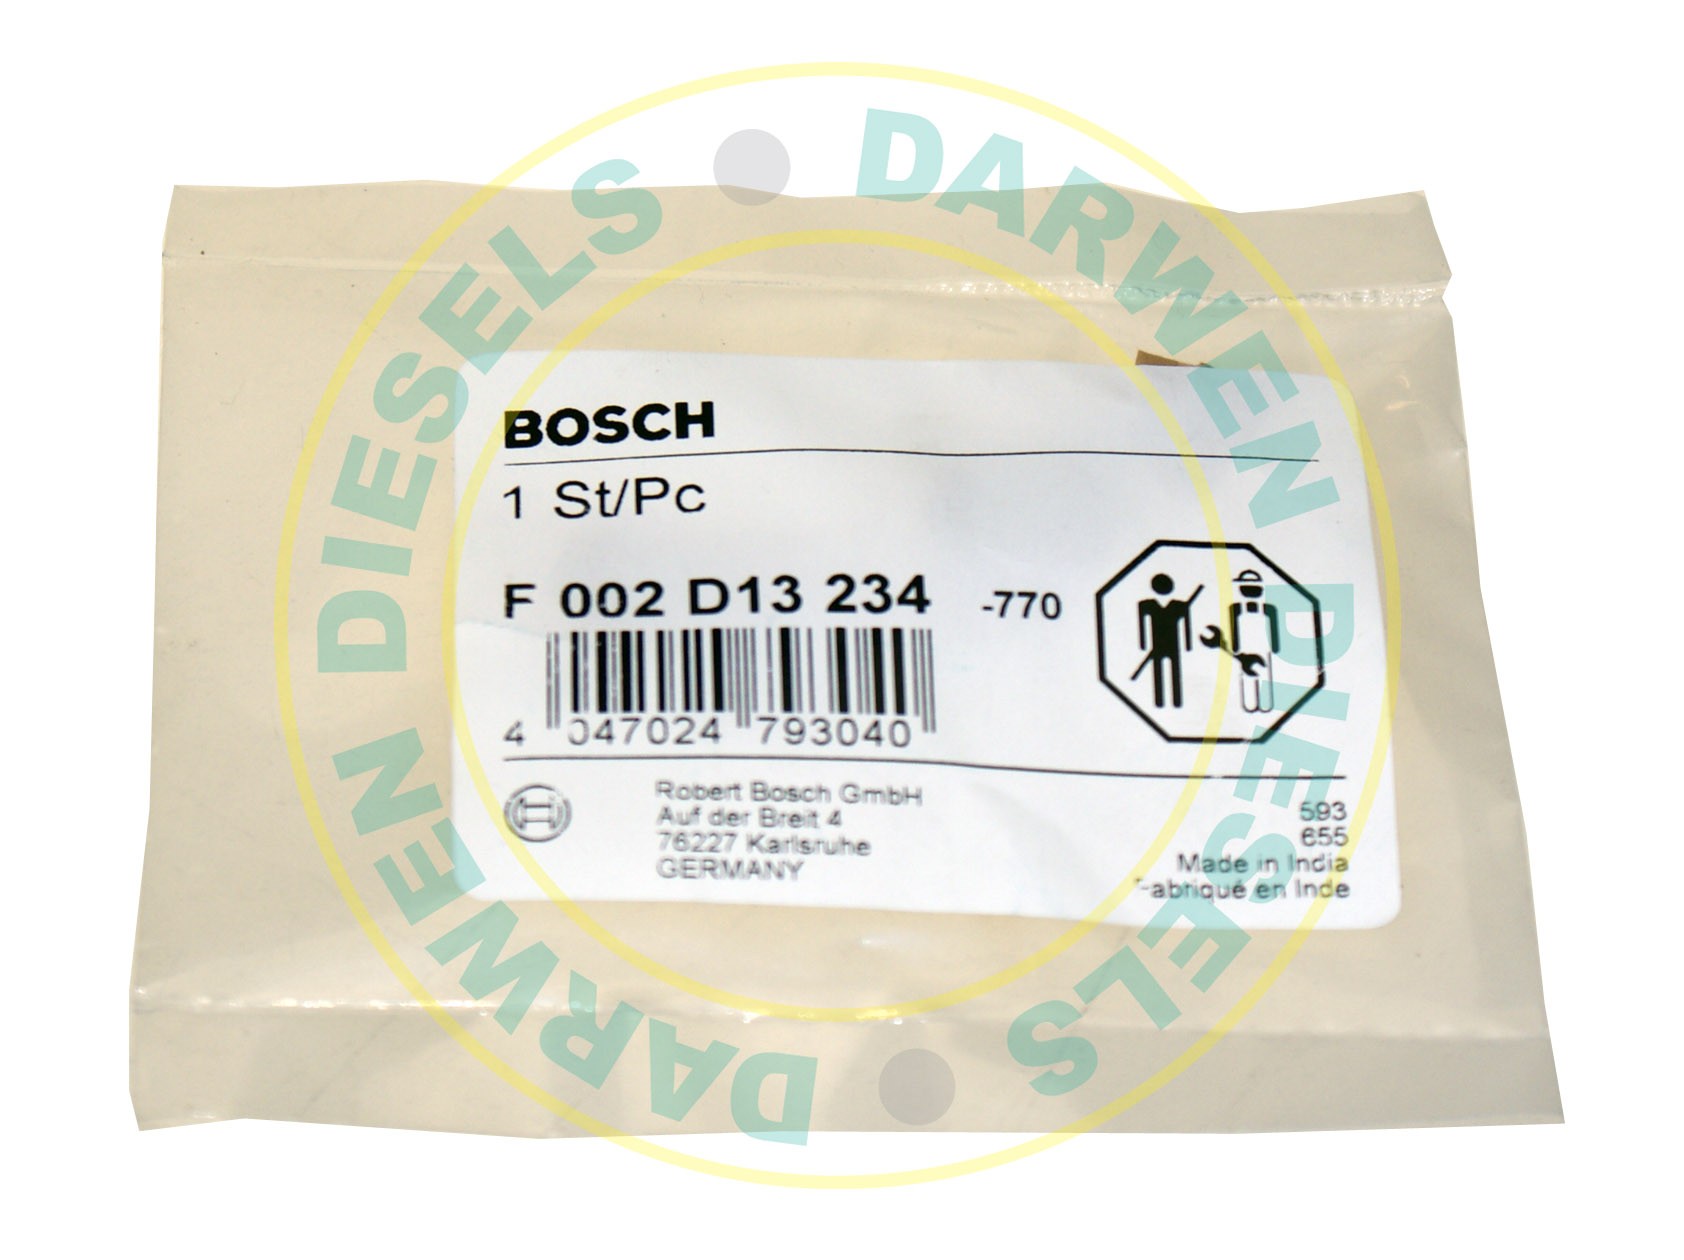 BOSCH
1 St/Pc
F 002 D13 234 -770
4 047024 793040
Robert Bosch GmbH
Auf der Breit 4
76227 Karlsruhe
GERMANY
593
655
Made in India
Fabriqué en Inde
DARWEN DIESELS
DARWEN DIESELS